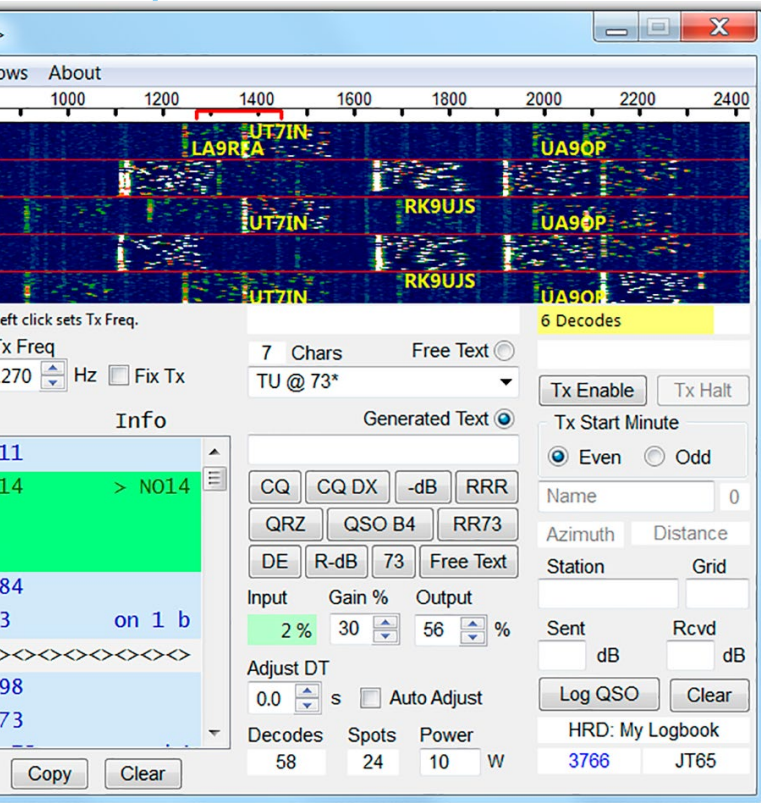 ows About
1000 1200 1400 1600 1800 2000 2200 2400
UT7IN
LA9RFA UA9OP
RK9UJS
UT7IN UA9OP
RK9UJS
UT7IN UA9OP
eft click sets Tx Freq.
6 Decodes
Tx Freq
270 Hz Fix Tx
7 Chars Free Text
TU @ 73*
Tx Enable Tx Halt
Info
Generated Text
Tx Start Minute
11
Even Odd
14 > NO14
CQ CQ DX -dB RRR
Name 0
QRZ QSO B4 RR73
Azimuth Distance
DE R-dB 73 Free Text
Station Grid
84
Input Gain % Output
3 on 1 b
2 % 30 56 %
Sent Rcvd
dB dB
><><><><><><><>
Adjust DT
98
0.0 s Auto Adjust
Log QSO Clear
73
Decodes Spots Power
HRD: My Logbook
58 24 10 W
3766 JT65
Copy Clear